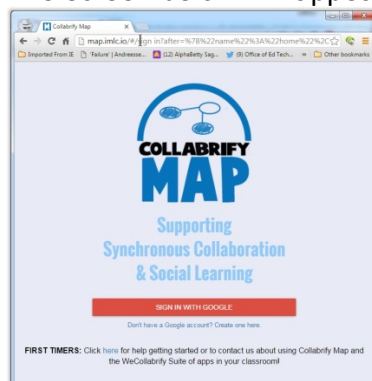 Collabrify Map
map.imlc.io/#/sign in?after=%7B%22name%22%3A%22home%22%2C
Imported From IE
'Failure' | Andreesse...
(12) AlphaBetty Sag...
(9) Office of Ed Tech...
»
Other bookmarks
COLLABRIFY
MAP
Supporting
Synchronous Collaboration
& Social Learning
SIGN IN WITH GOOGLE
Don't have a Google account? Create one here.
FIRST TIMERS: Click here for help getting started or to contact us about using Collabrify Map and
the WeCollabrify Suite of apps in your classroom!